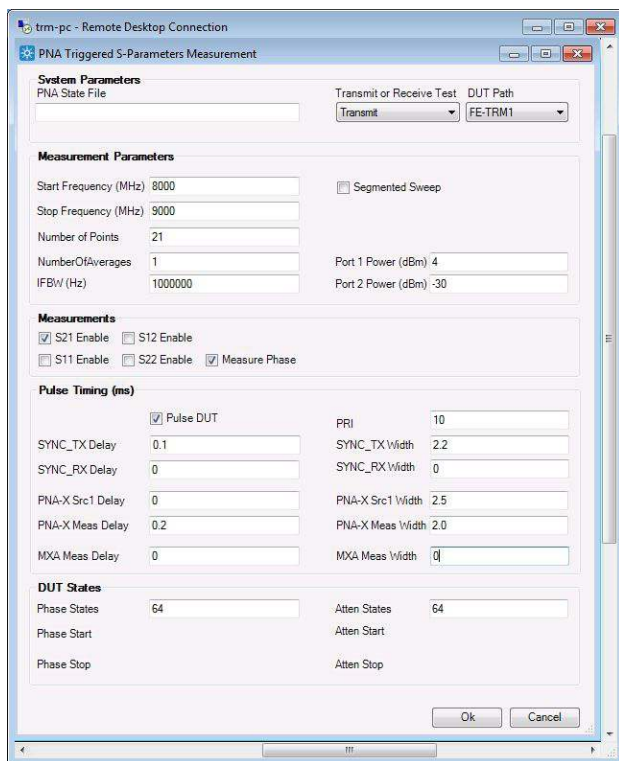 trm-pc - Remote Desktop Connection
PNA Triggered S-Parameters Measurement
System Parameters
PNA State File
Transmit or Receive Test DUT Path
Transmit FE-TRM1
Measurement Parameters
Start Frequency (MHz) 8000 Segmented Sweep
Stop Frequency (MHz) 9000
Number of Points 21
NumberOfAverages 1 Port 1 Power (dBm) 4
IFBW (Hz) 1000000 Port 2 Power (dBm) -30
Measurements
S21 Enable S12 Enable
S11 Enable S22 Enable Measure Phase
Pulse Timing (ms)
Pulse DUT PRI 10
SYNC_TX Delay 0.1 SYNC_TX Width 2.2
SYNC_RX Delay 0 SYNC_RX Width 0
PNA-X Src1 Delay 0 PNA-X Src1 Width 2.5
PNA-X Meas Delay 0.2 PNA-X Meas Width 2.0
MXA Meas Delay 0 MXA Meas Width 0
DUT States
Phase States 64 Atten States 64
Phase Start Atten Start
Phase Stop Atten Stop
Ok Cancel